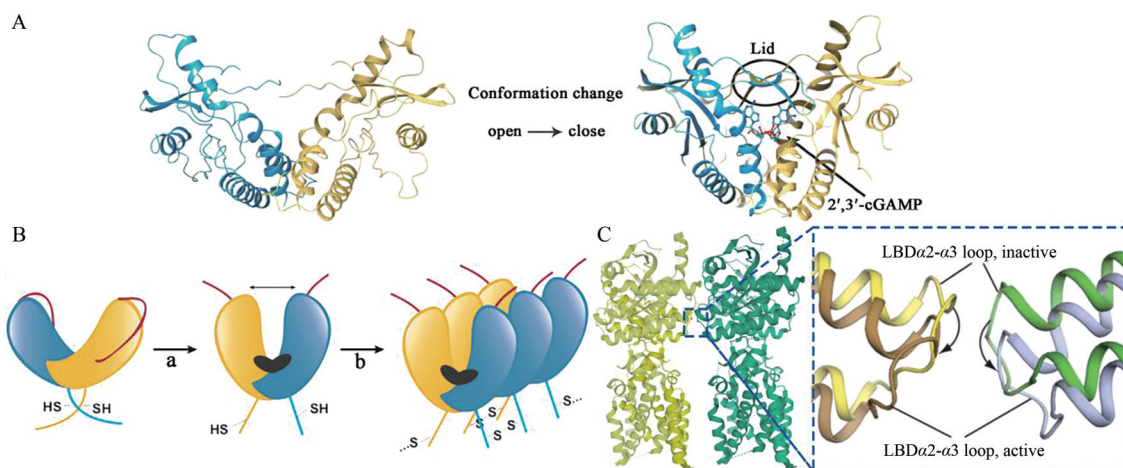 A
Conformation change
open → close
Lid
2′,3′-cGAMP
B
HS SH
a
SH
b
S S S S S S
C
LBDα2-α3 loop, inactive
LBDα2-α3 loop, active